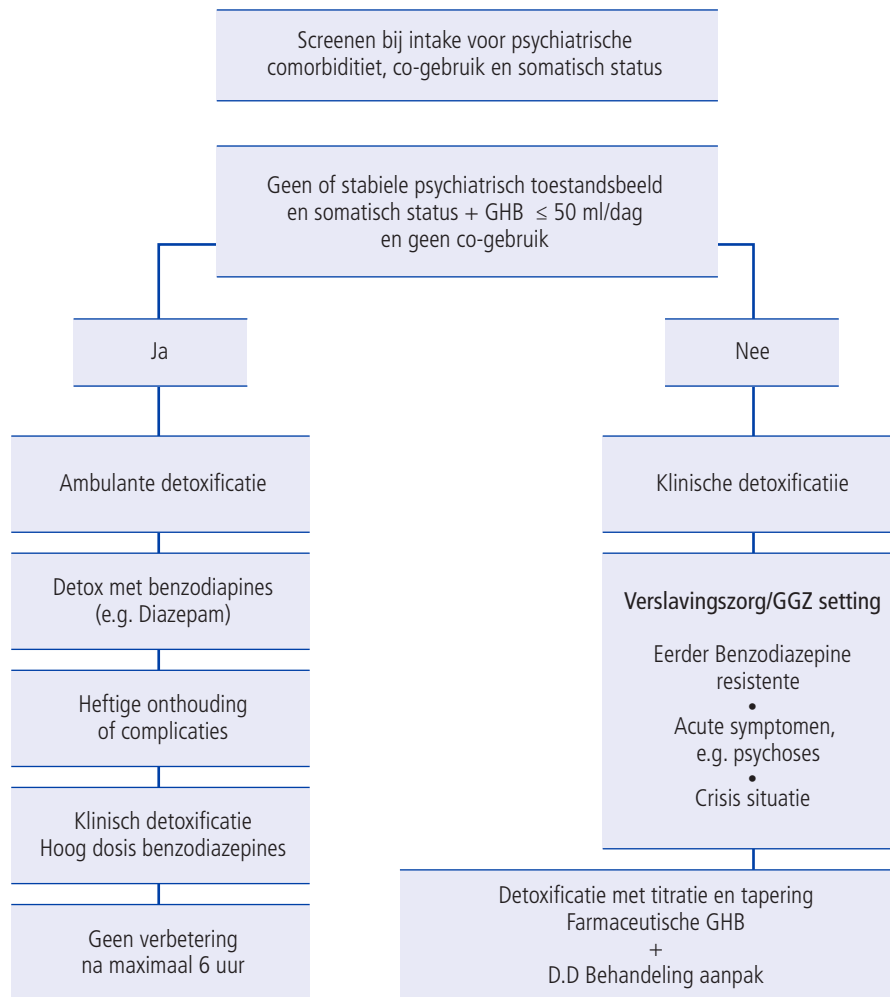 Screenen bij intake voor psychiatrische
comorbiditiet, co-gebruik en somatisch status
Geen of stabiele psychiatrisch toestandsbeeld
en somatisch status + GHB ≤ 50 ml/dag
en geen co-gebruik
Ja
Nee
Ambulante detoxificatie
Detox met benzodiapines
(e.g. Diazepam)
Heftige onthouding
of complicaties
Klinisch detoxificatie
Hoog dosis benzodiazepines
Geen verbetering
na maximaal 6 uur
Klinische detoxificatiie
Verslavingszorg/GGZ setting
Eerder Benzodiazepine
resistente
•
Acute symptomen,
e.g. psychoses
•
Crisis situatie
Detoxificatie met titratie en tapering
Farmaceutische GHB
+
D.D Behandeling aanpak